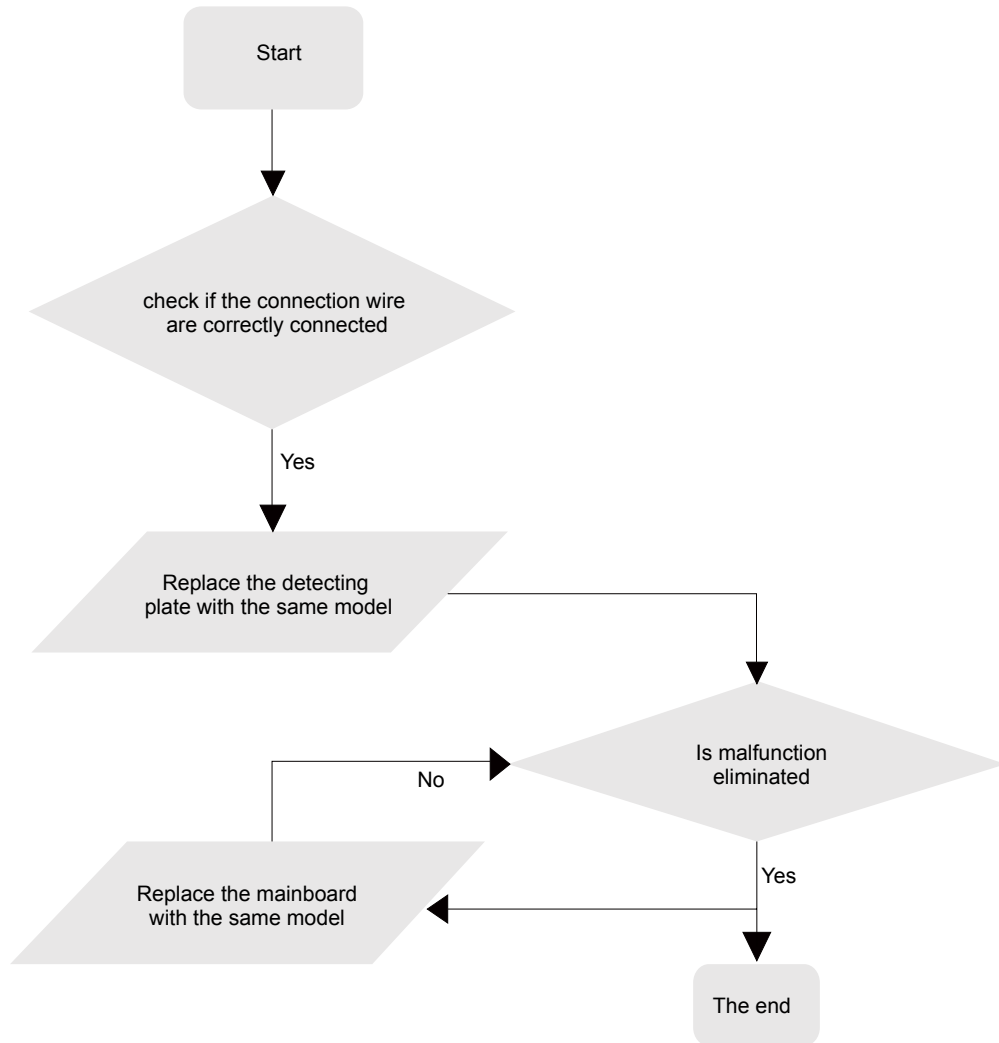 Start
check if the connection wire
are correctly connected
Yes
Replace the detecting
plate with the same model
Is malfunction
eliminated
No
Yes
Replace the mainboard
with the same model
The end